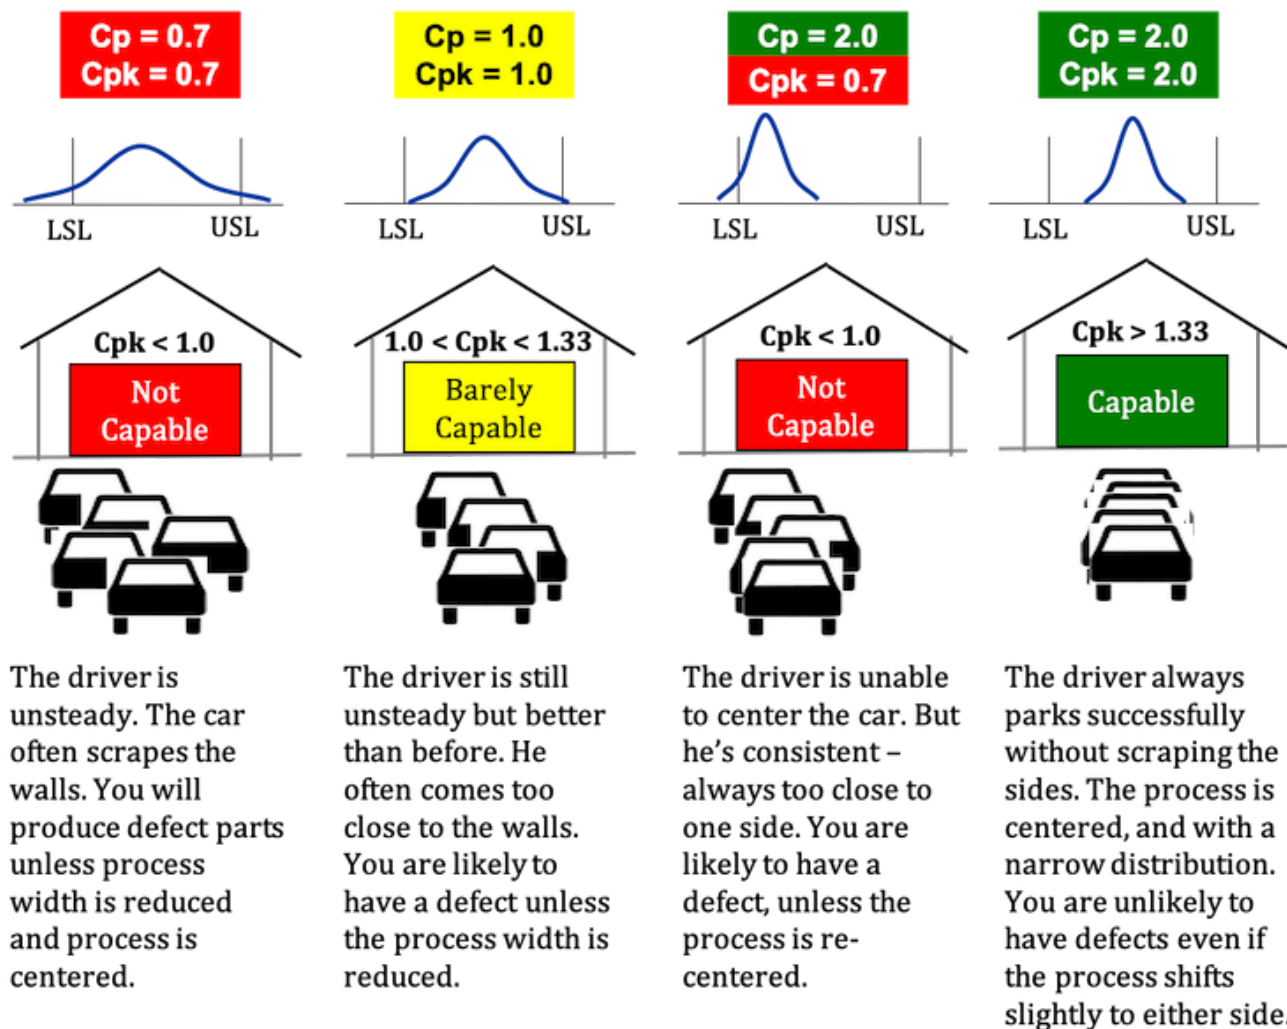 Cp = 0.7
Cpk = 0.7
LSL
USL
Cpk < 1.0
Not
Capable
The driver is
unsteady. The car
often scrapes the
walls. You will
produce defect parts
unless process
width is reduced
and process is
centered.
Cp = 1.0
Cpk = 1.0
LSL
USL
1.0 < Cpk < 1.33
Barely
Capable
The driver is still
unsteady but better
than before. He
often comes too
close to the walls.
You are likely to
have a defect unless
the process width is
reduced.
Cp = 2.0
Cpk = 0.7
LSL
USL
Cpk < 1.0
Not
Capable
The driver is unable
to center the car. But
he’s consistent –
always too close to
one side. You are
likely to have a
defect, unless the
process is re-
centered.
Cp = 2.0
Cpk = 2.0
LSL
USL
Cpk > 1.33
Capable
The driver always
parks successfully
without scraping the
sides. The process is
centered, and with a
narrow distribution.
You are unlikely to
have defects even if
the process shifts
slightly to either side.